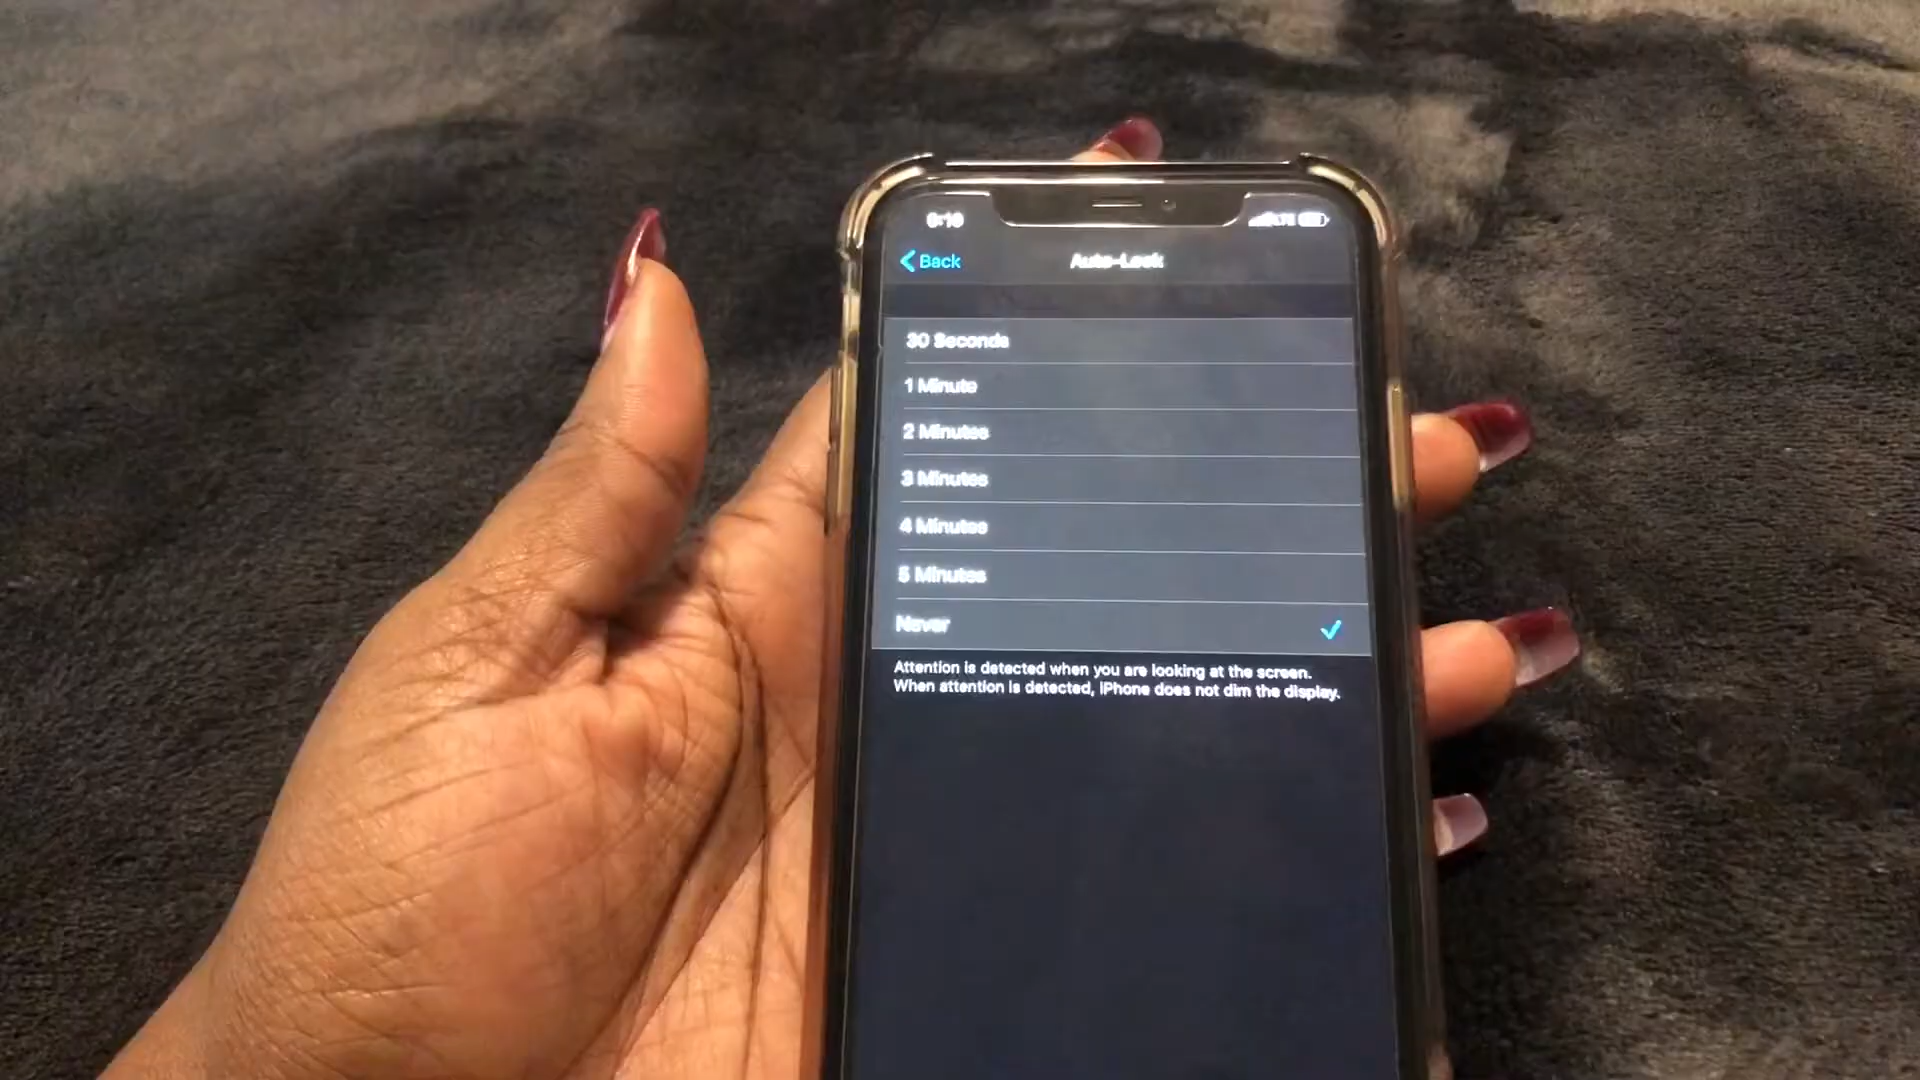 Back
Auto-Lock
30 Seconds
1 Minute
2 Minutes
3 Minutes
4 Minutes
5 Minutes
Never
Attention is detected when you are looking at the screen.
When attention is detected, iPhone does not dim the display.